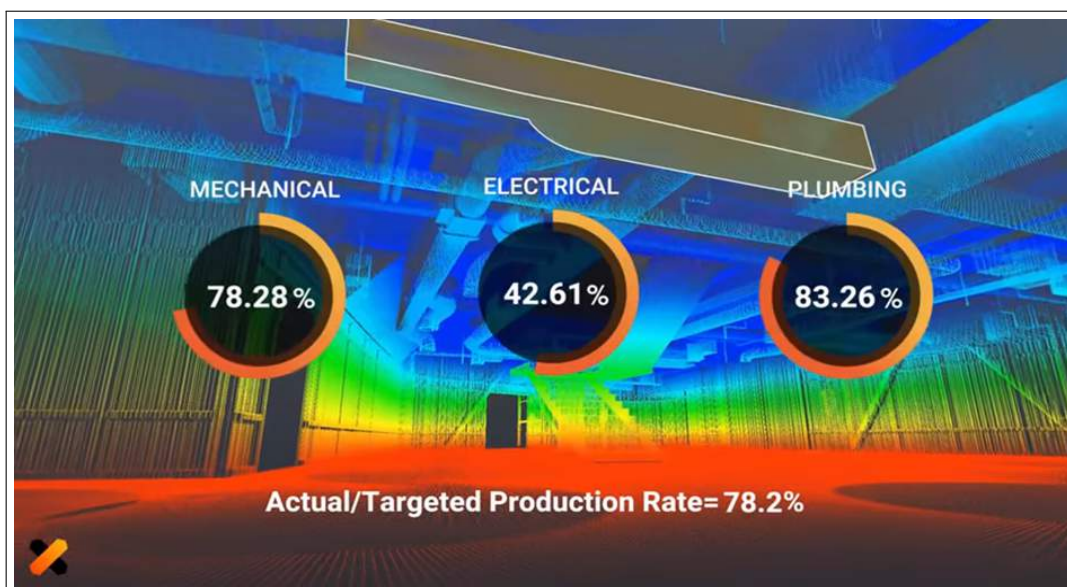 MECHANICAL
ELECTRICAL
PLUMBING
78.28 %
42.61%
83.26 %
Actual/Targeted Production Rate= 78.2%